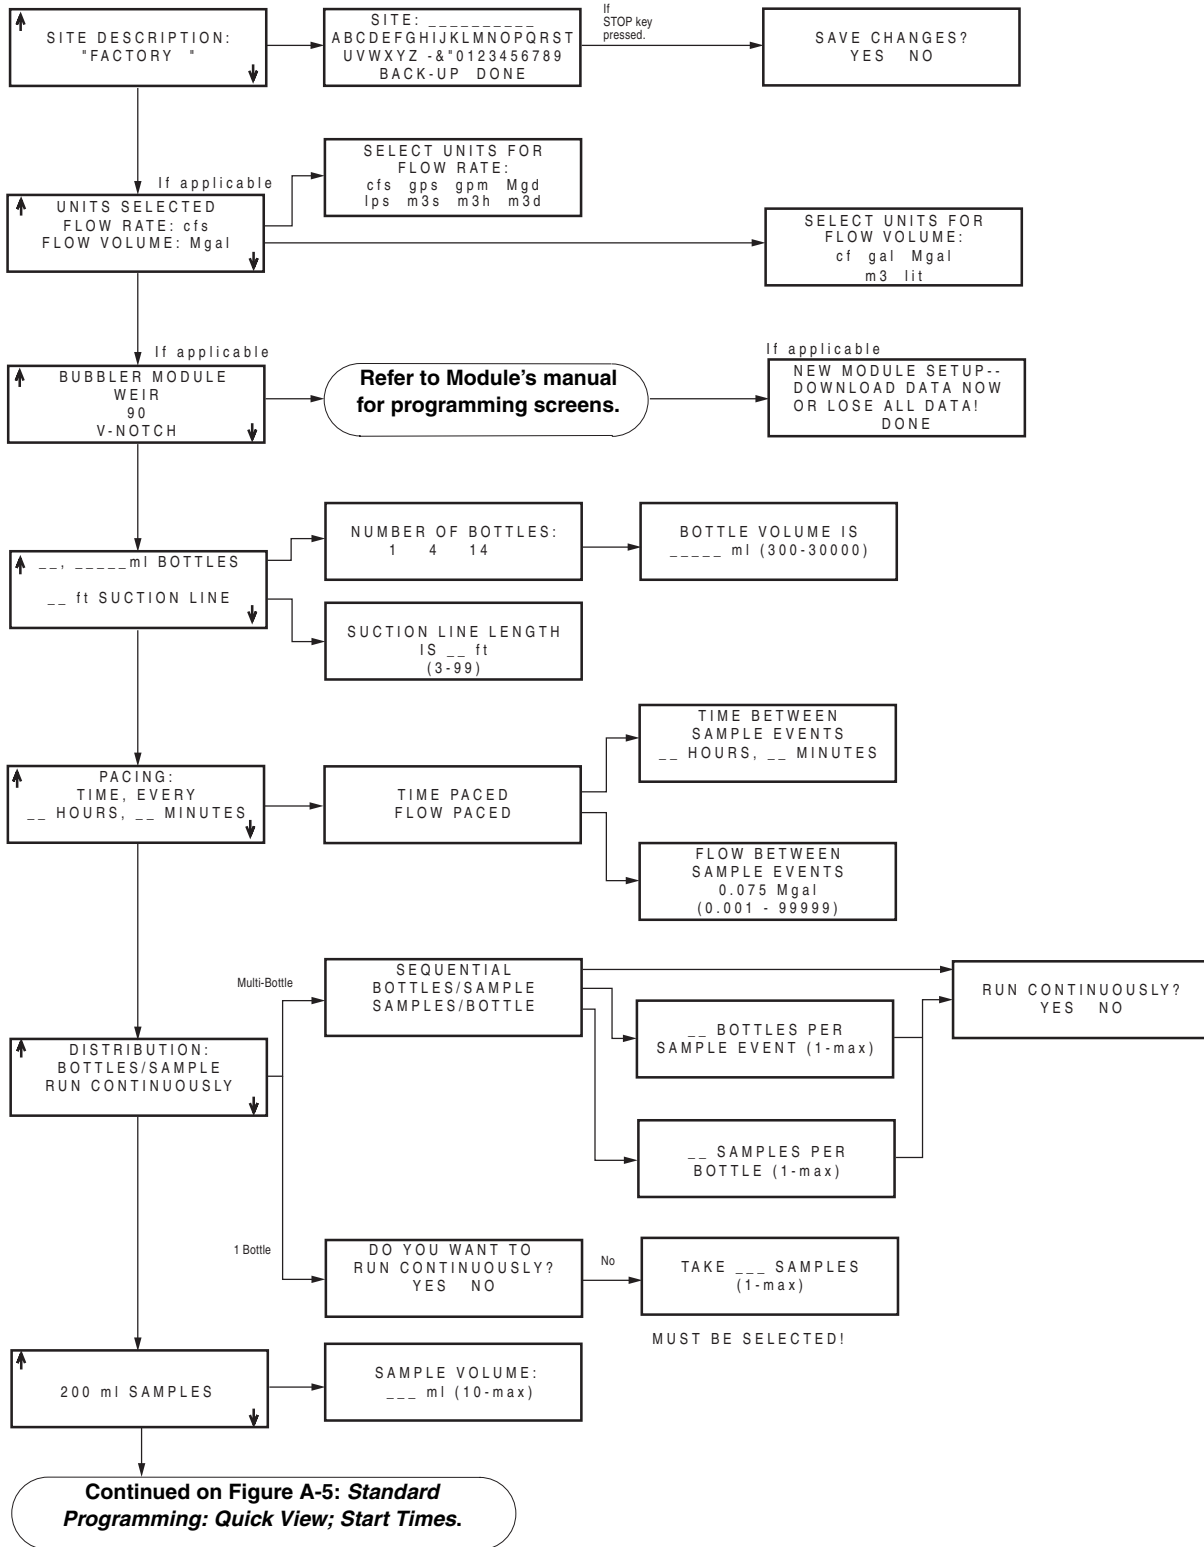 SITE DESCRIPTION:
"FACTORY "
SITE: __________
ABCDEFGHIJKLMNOPQRST
UVWXYZ -&"0123456789
BACK-UP DONE
If
STOP key
pressed.
SAVE CHANGES?
YES NO
If applicable
UNITS SELECTED
FLOW RATE: cfs
FLOW VOLUME: Mgal
SELECT UNITS FOR
FLOW RATE:
cfs gps gpm Mgd
lps m3s m3h m3d
SELECT UNITS FOR
FLOW VOLUME:
cf gal Mgal
m3 lit
If applicable
BUBBLER MODULE
WEIR
90
V-NOTCH
Refer to Module's manual
for programming screens.
If applicable
NEW MODULE SETUP--
DOWNLOAD DATA NOW
OR LOSE ALL DATA!
DONE
__, _____ml BOTTLES
__ ft SUCTION LINE
NUMBER OF BOTTLES:
1 4 14
BOTTLE VOLUME IS
_____ ml (300-30000)
SUCTION LINE LENGTH
IS __ ft
(3-99)
PACING:
TIME, EVERY
__ HOURS, __ MINUTES
TIME PACED
FLOW PACED
TIME BETWEEN
SAMPLE EVENTS
__ HOURS, __ MINUTES
FLOW BETWEEN
SAMPLE EVENTS
0.075 Mgal
(0.001 - 99999)
DISTRIBUTION:
BOTTLES/SAMPLE
RUN CONTINUOUSLY
Multi-Bottle
SEQUENTIAL
BOTTLES/SAMPLE
SAMPLES/BOTTLE
__ BOTTLES PER
SAMPLE EVENT (1-max)
__ SAMPLES PER
BOTTLE (1-max)
RUN CONTINUOUSLY?
YES NO
1 Bottle
DO YOU WANT TO
RUN CONTINUOUSLY?
YES NO
No
TAKE ___ SAMPLES
(1-max)
MUST BE SELECTED!
200 ml SAMPLES
SAMPLE VOLUME:
___ ml (10-max)
Continued on Figure A-5: Standard
Programming: Quick View; Start Times.